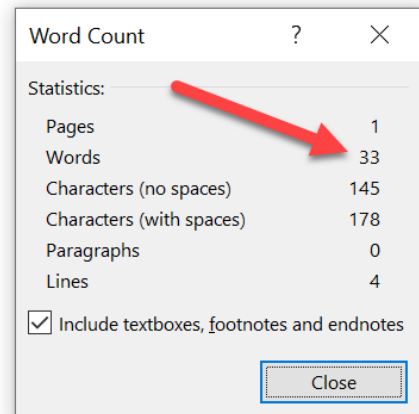 Word Count ? ×
Statistics:
Pages 1
Words 33
Characters (no spaces) 145
Characters (with spaces) 178
Paragraphs 0
Lines 4
Include textboxes, footnotes and endnotes
Close